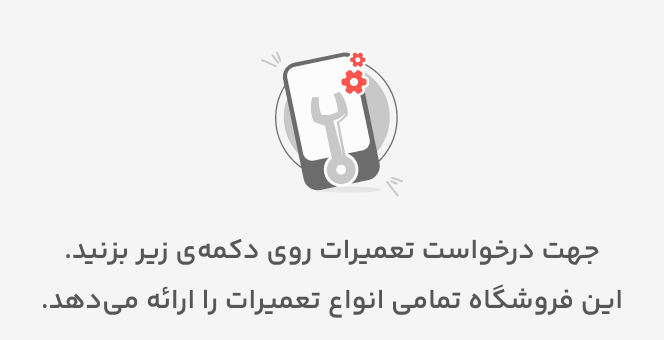 جهت درخواست تعمیرات روی دکمه‌ی زیر بزنید.
این فروشگاه تمامی انواع تعمیرات را ارائه می‌دهد.